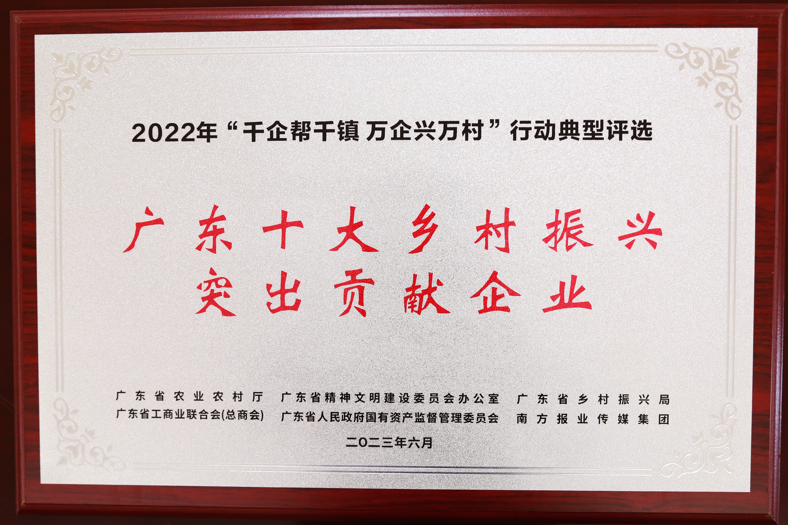 2022年“千企帮千镇 万企兴万村”行动典型评选
广东十大乡村振兴
突出贡献企业
广东省农业农村厅 广东省精神文明建设委员会办公室 广东省乡村振兴局
广东省工商业联合会(总商会) 广东省人民政府国有资产监督管理委员会 南方报业传媒集团
二〇二三年六月